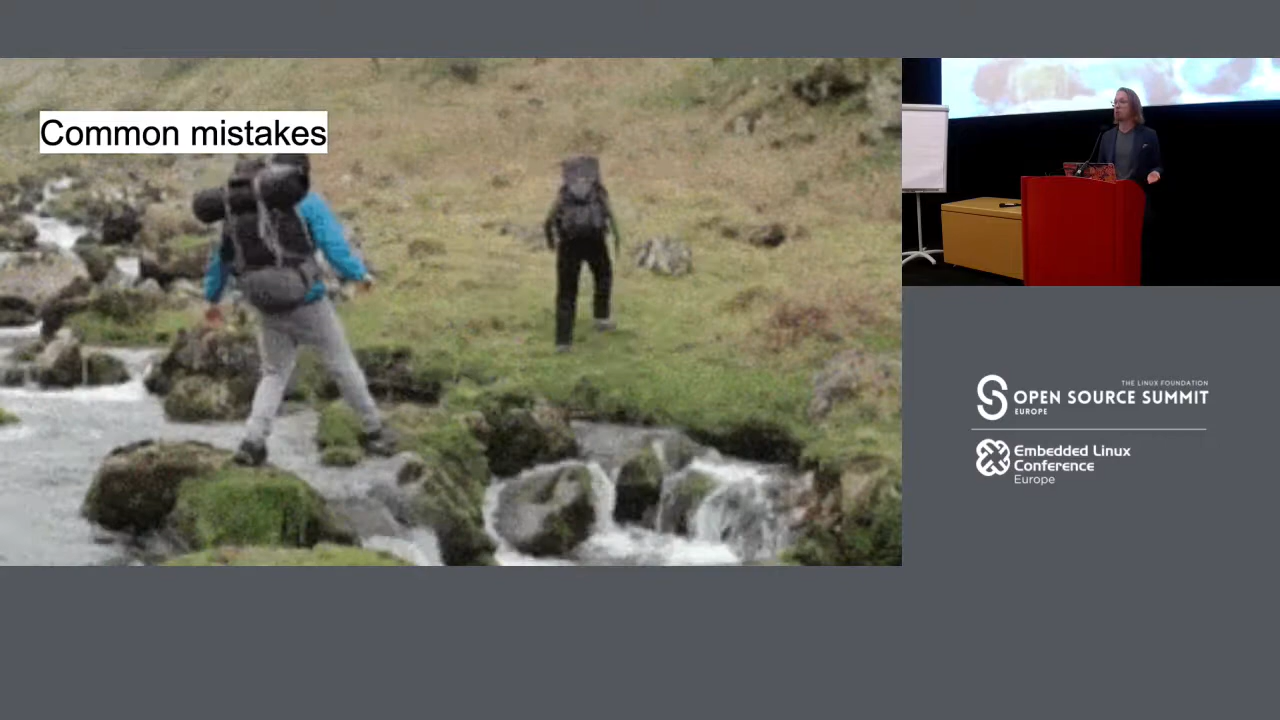 Common mistakes
THE LINUX FOUNDATION
OPEN SOURCE SUMMIT
EUROPE
Embedded Linux
Conference
Europe